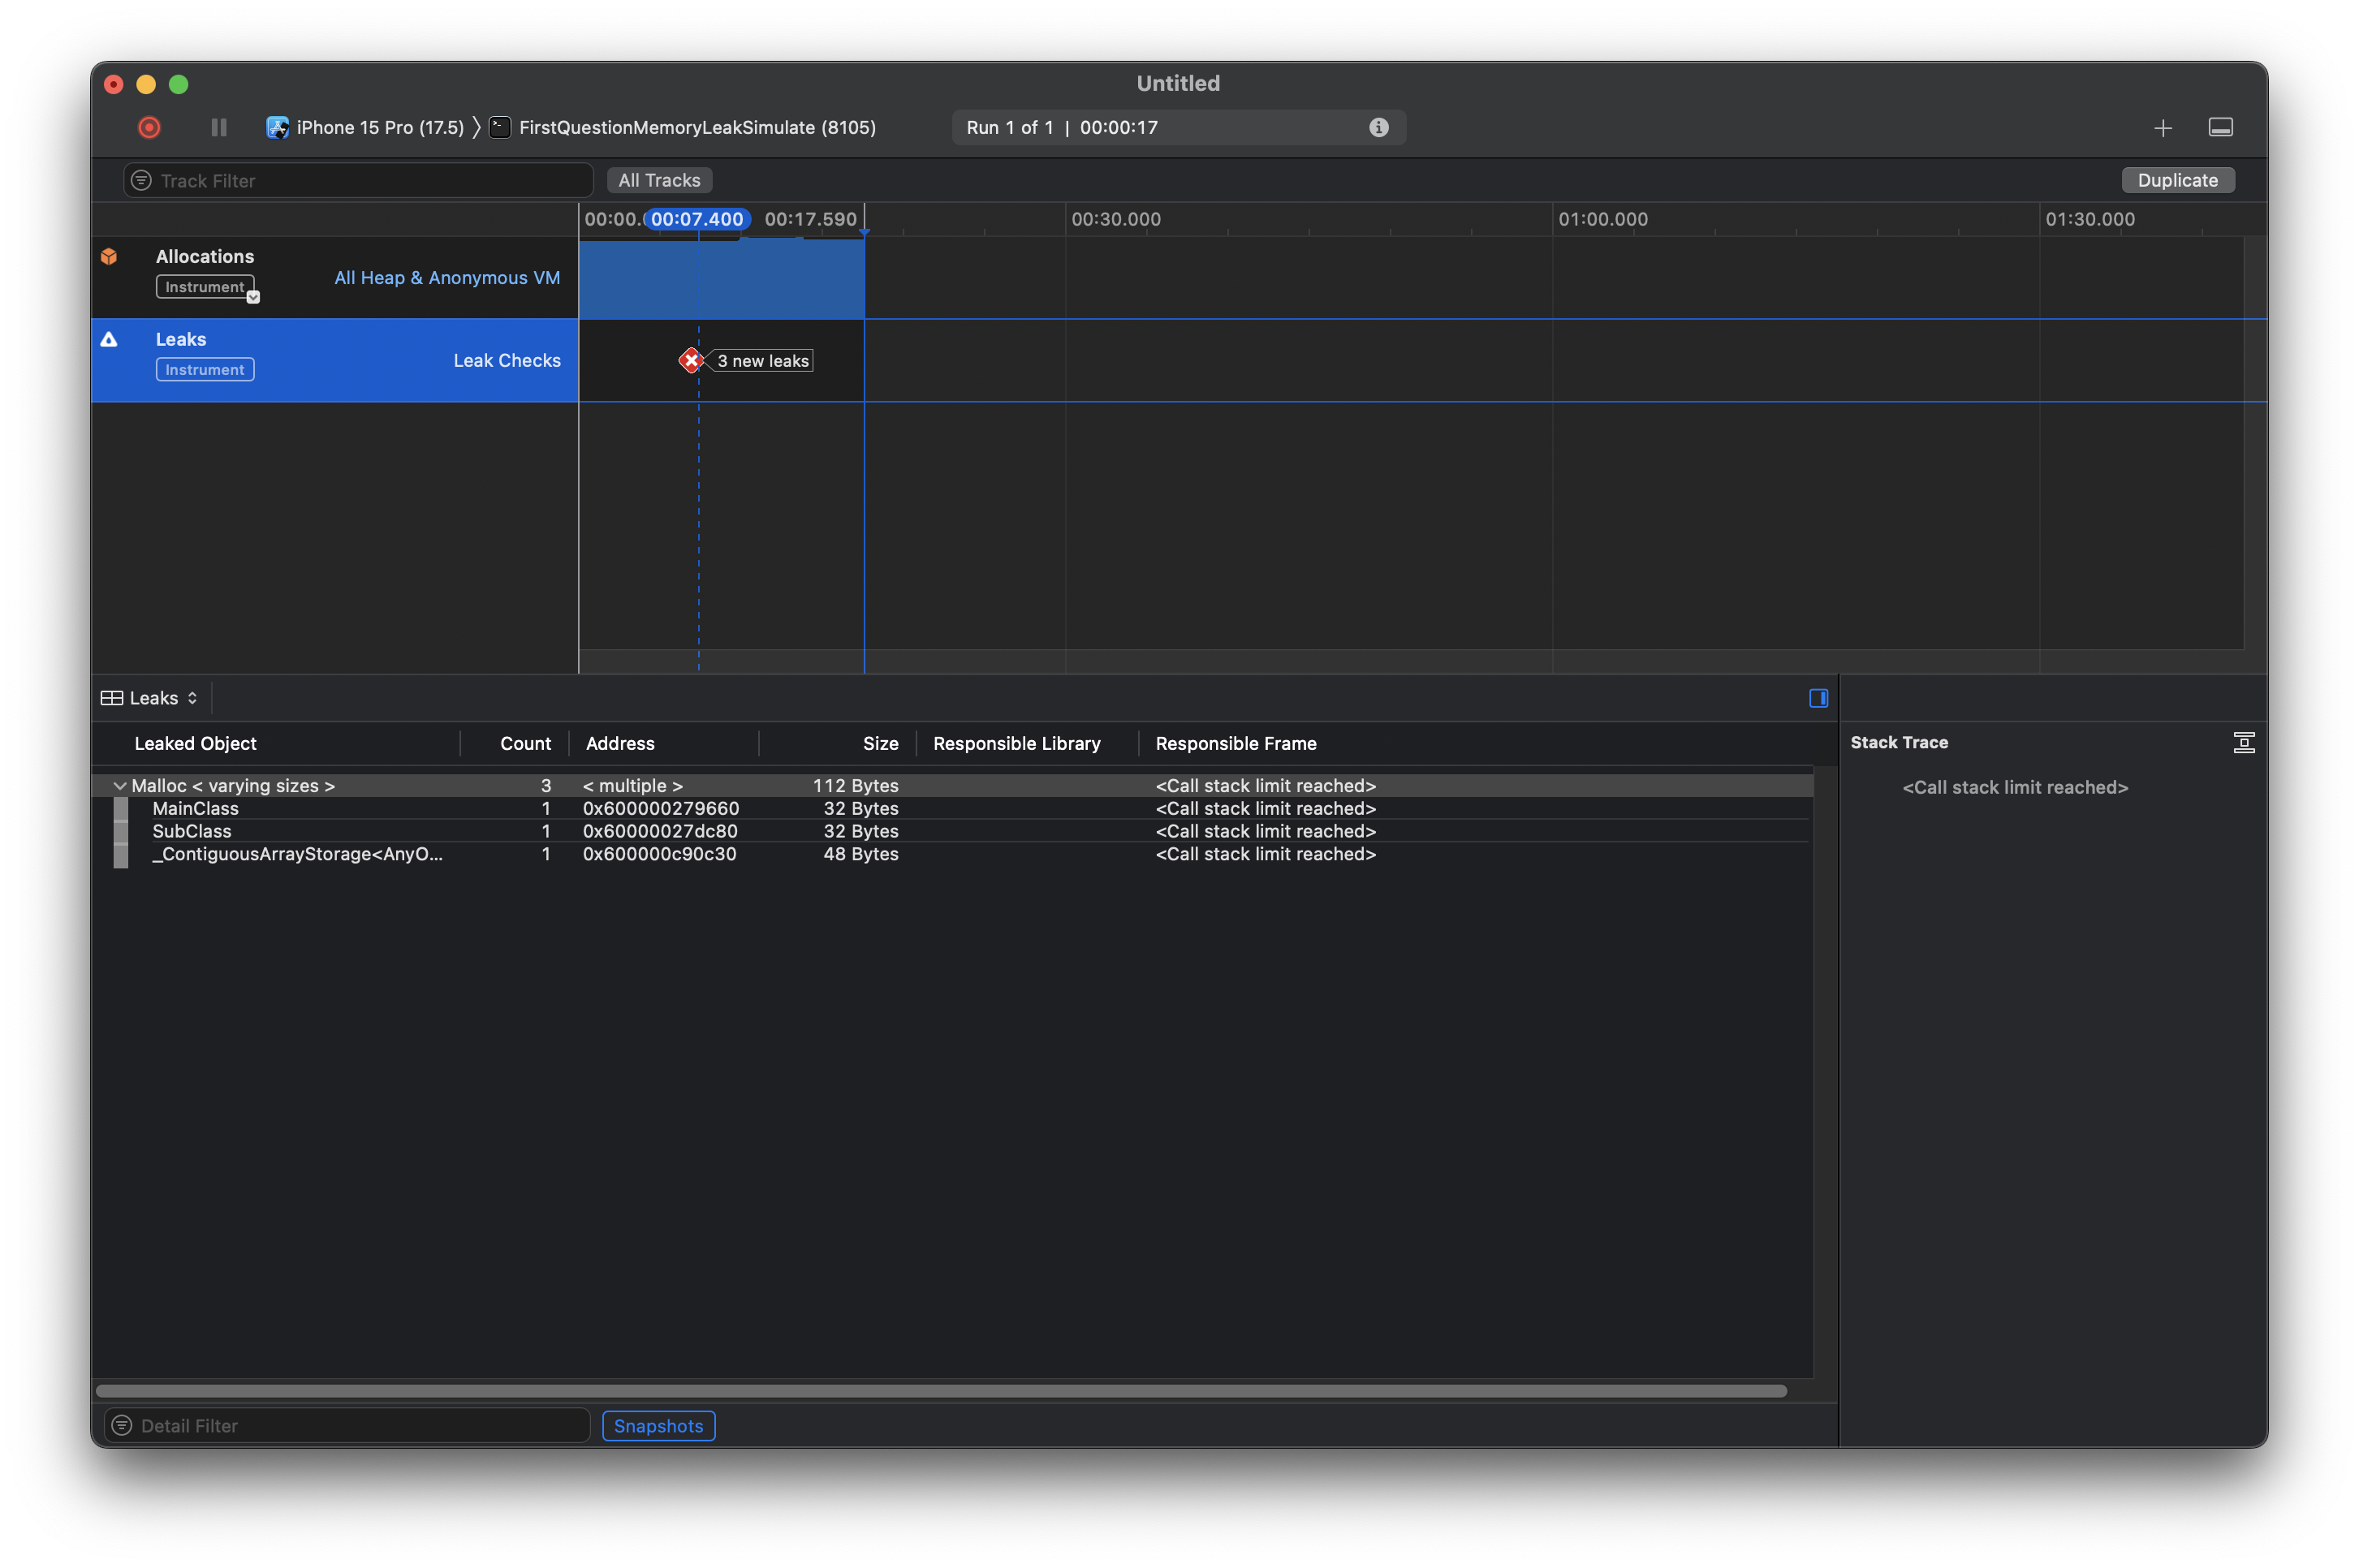 Untitled
iPhone 15 Pro (17.5) 〉 FirstQuestionMemoryLeakSimulate (8105)
Run 1 of 1 | 00:00:17
Track Filter
All Tracks
Duplicate
00:00. 00:07.400 00:17.590 00:30.000 01:00.000 01:30.000
Allocations
Instrument
All Heap & Anonymous VM
Leaks
Instrument
Leak Checks
3 new leaks
Leaks
Leaked Object Count Address Size Responsible Library Responsible Frame
Malloc < varying sizes > 3 < multiple > 112 Bytes <Call stack limit reached>
MainClass 1 0x600000279660 32 Bytes <Call stack limit reached>
SubClass 1 0x60000027dc80 32 Bytes <Call stack limit reached>
_ContiguousArrayStorage<AnyO... 1 0x600000c90c30 48 Bytes <Call stack limit reached>
Stack Trace
<Call stack limit reached>
Detail Filter
Snapshots